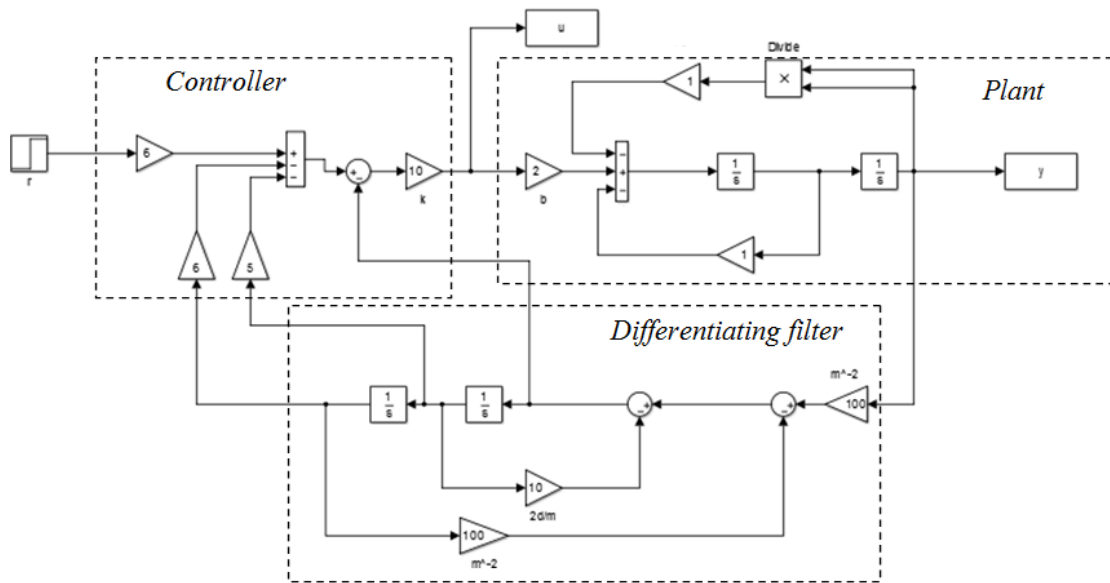 u
Divide
Controller
Plant
1
×
r
6
+
−
−
+
−
10
k
2
b
−
+
−
1
s
1
s
y
6
5
1
Differentiating filter
m^-2
1
s
1
s
−
+
−
+
100
10
2d/m
100
m^-2